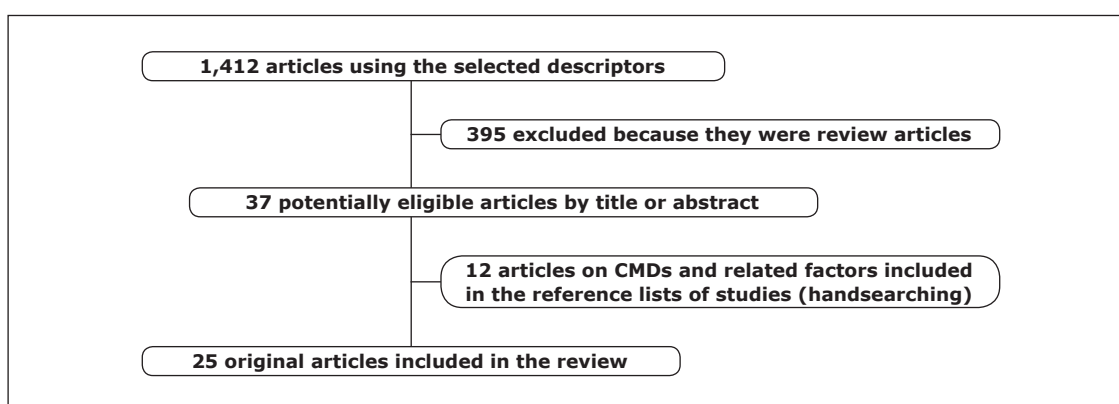 1,412 articles using the selected descriptors
395 excluded because they were review articles
37 potentially eligible articles by title or abstract
12 articles on CMDs and related factors included
in the reference lists of studies (handsearching)
25 original articles included in the review